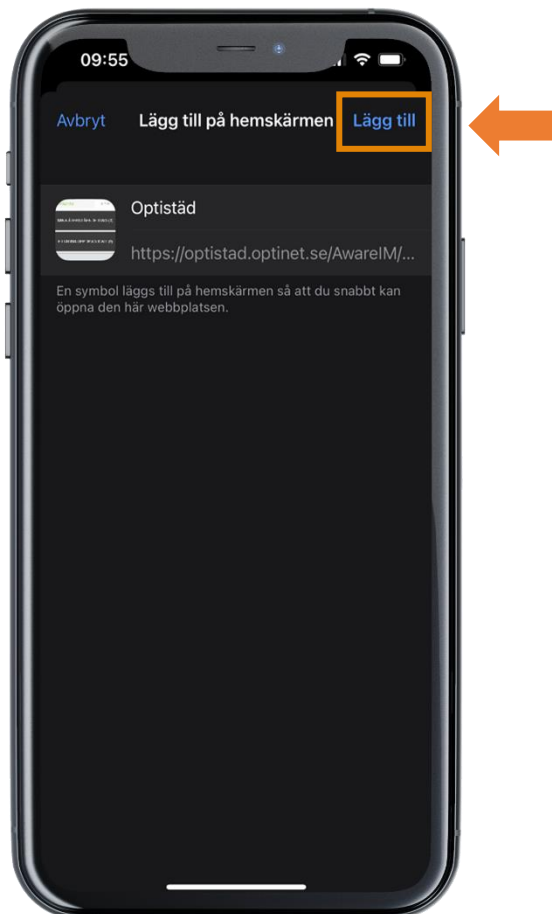 09:55
Avbryt Lägg till på hemskärmen Lägg till
Optistäd
https://optistad.optinet.se/AwareIM/...
En symbol läggs till på hemskärmen så att du snabbt kan
öppna den här webbplatsen.